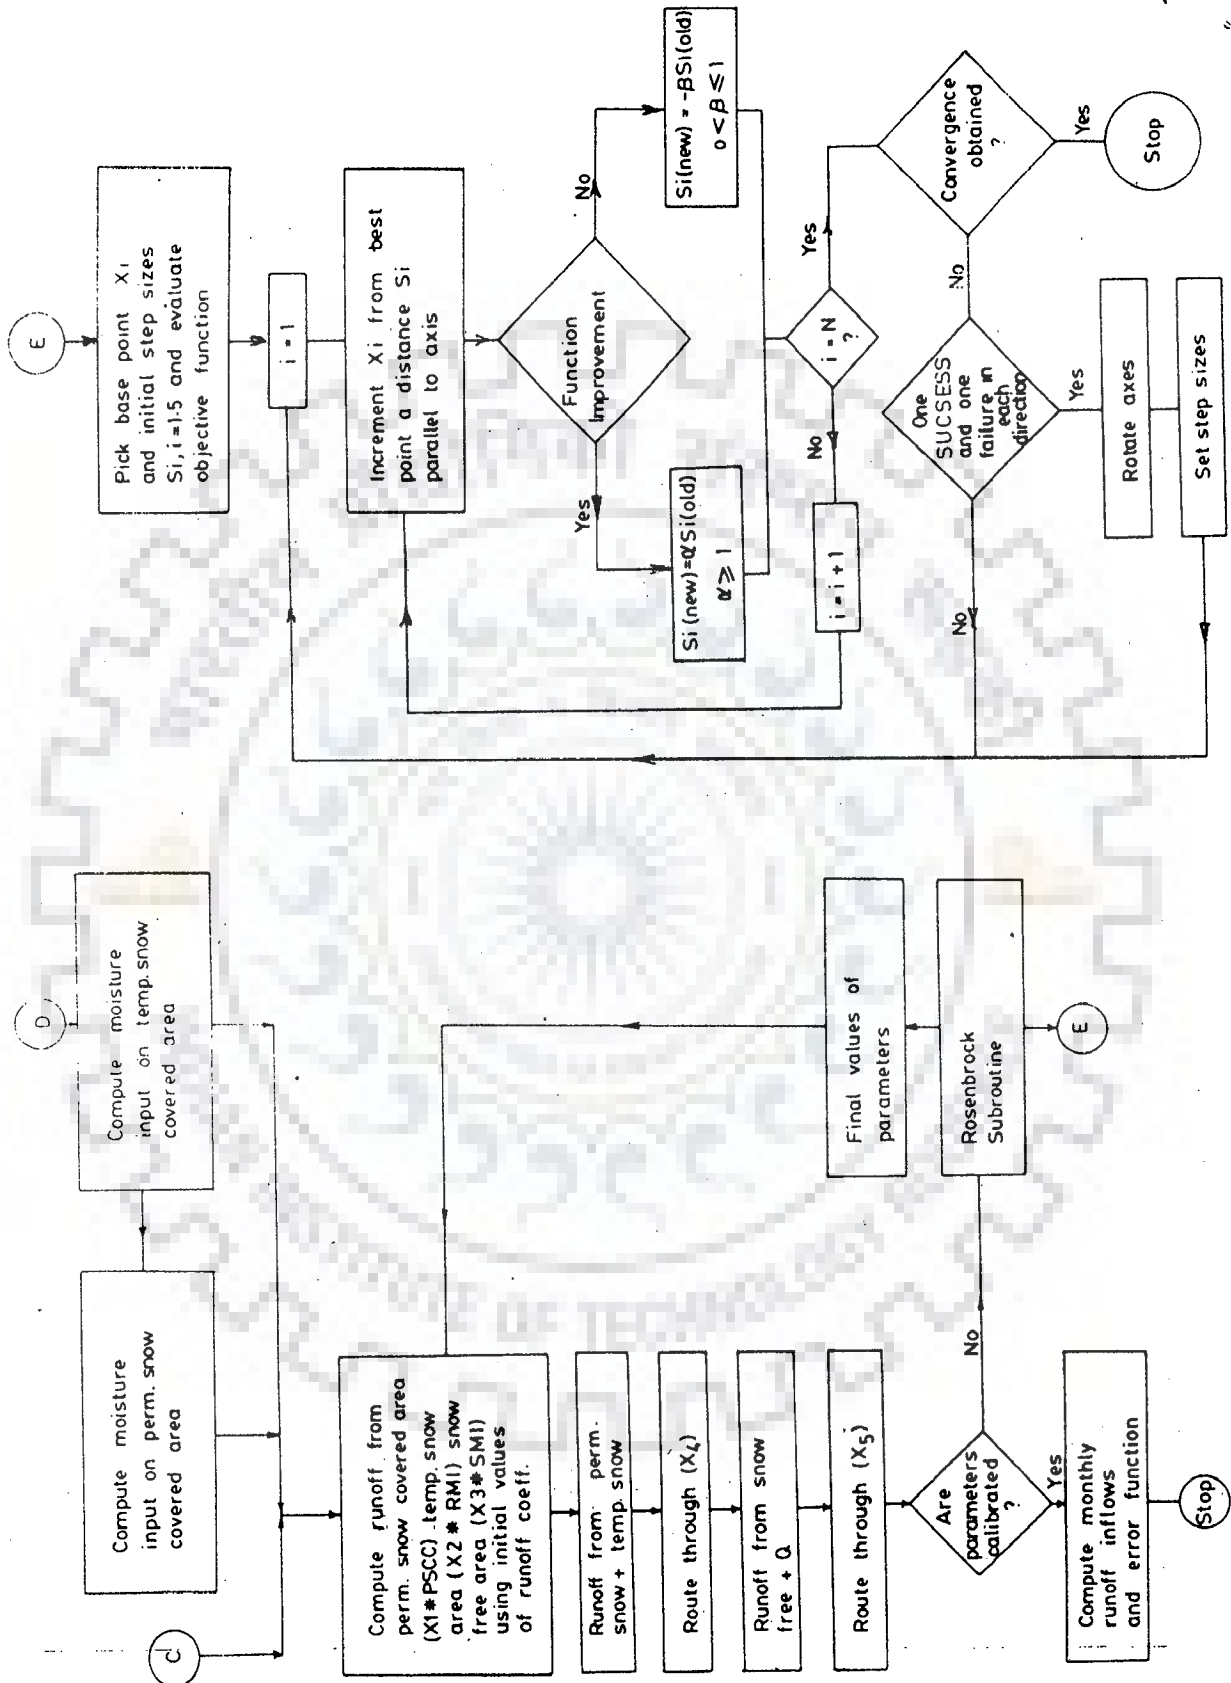 D
Compute moisture
input on temp. snow
covered area
Compute moisture
input on perm. snow
covered area
C
Compute runoff from
perm. snow covered area
(X1*PSCC) temp. snow
area (X2* RMI) snow
free area (X3*SMI)
using initial values
of runoff coeff.
Runoff from perm.
snow + temp. snow
Route through (X4)
Runoff from snow
free + Q
Route through (X5)
Are
parameters
calibrated
?
No
Yes
Compute monthly
runoff inflows
and error function
Stop
Final values of
parameters
Rosenbrock
Subroutine
E
E
Pick base point Xi
and initial step sizes
Si, i=1.5 and evaluate
objective function
i = 1
Increment Xi from best
point a distance Si
parallel to axis
Function
Improvement
Yes
No
Si(new)=αSi(old)
α ≥ 1
Si(new) = -βSi(old)
0 < β ≤ 1
i = N
?
No
Yes
i = i + 1
Convergence
obtained
?
No
Yes
Stop
One
SUCSESS
and one
failure in
each
direction
No
Yes
Rotate axes
Set step sizes
INSTITUTE OF TECHNOLOGY